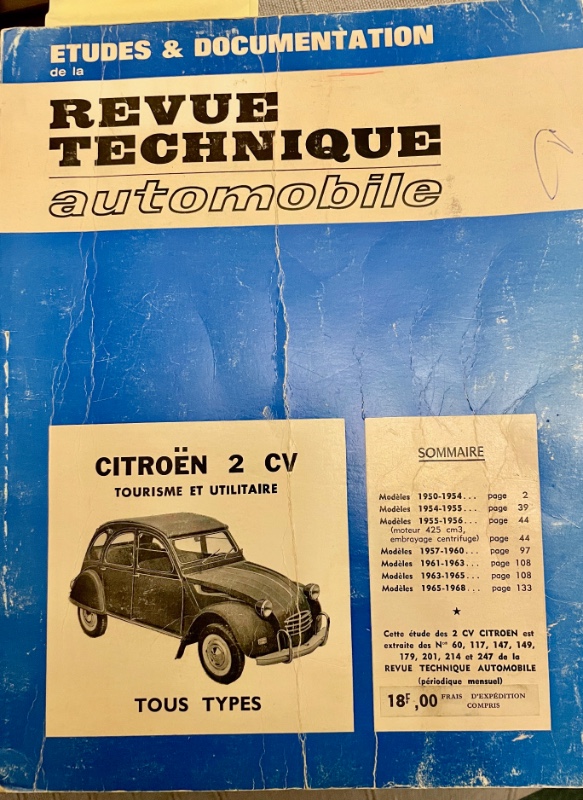 ETUDES & DOCUMENTATION
de la
REVUE
TECHNIQUE
automobile
CITROËN 2 CV
TOURISME ET UTILITAIRE
TOUS TYPES
SOMMAIRE
Modèles 1950-1954... page 2
Modèles 1954-1955... page 39
Modèles 1955-1956... page 44
(moteur 425 cm3,
embrayage centrifuge) page 44
Modèles 1957-1960... page 97
Modèles 1961-1963... page 108
Modèles 1963-1965... page 108
Modèles 1965-1968... page 133
★
Cette étude des 2 CV CITROEN est
extraite des Nos 60, 117, 147, 149,
179, 201, 214 et 247 de la
REVUE TECHNIQUE AUTOMOBILE
(périodique mensuel)
18F,00 FRAIS D'EXPÉDITION
COMPRIS